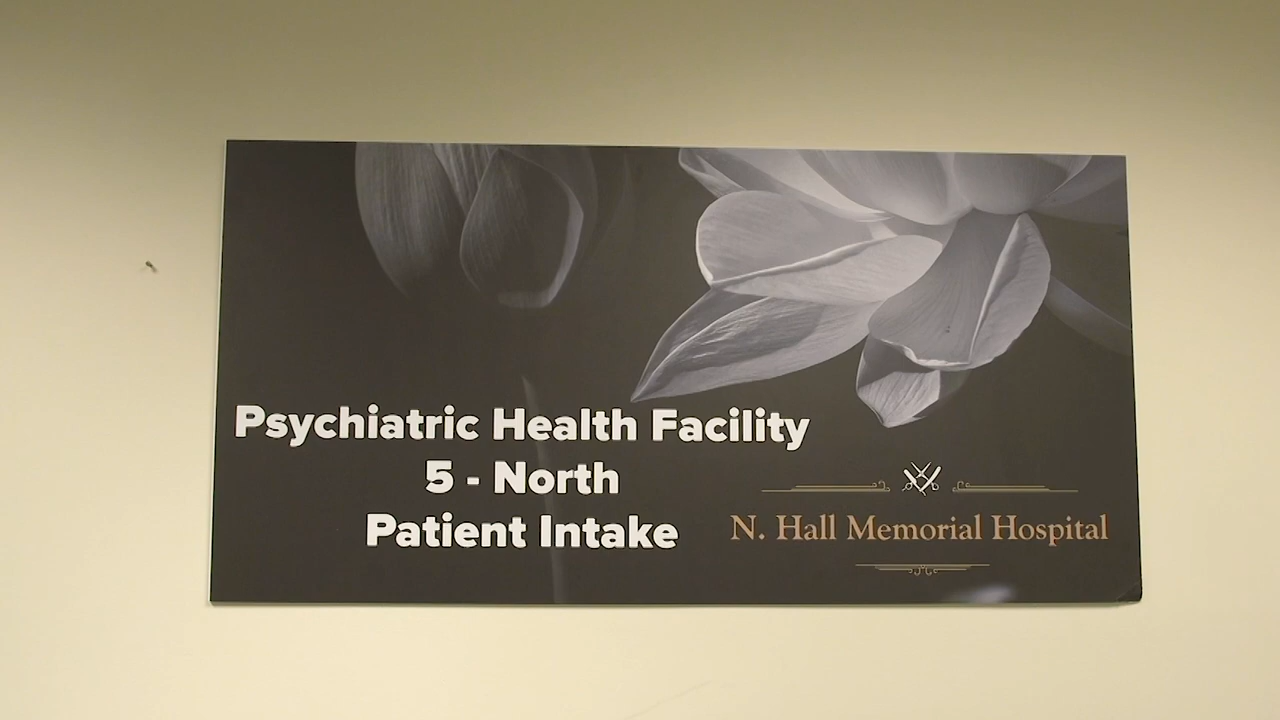 Psychiatric Health Facility
5 - North
Patient Intake
N. Hall Memorial Hospital